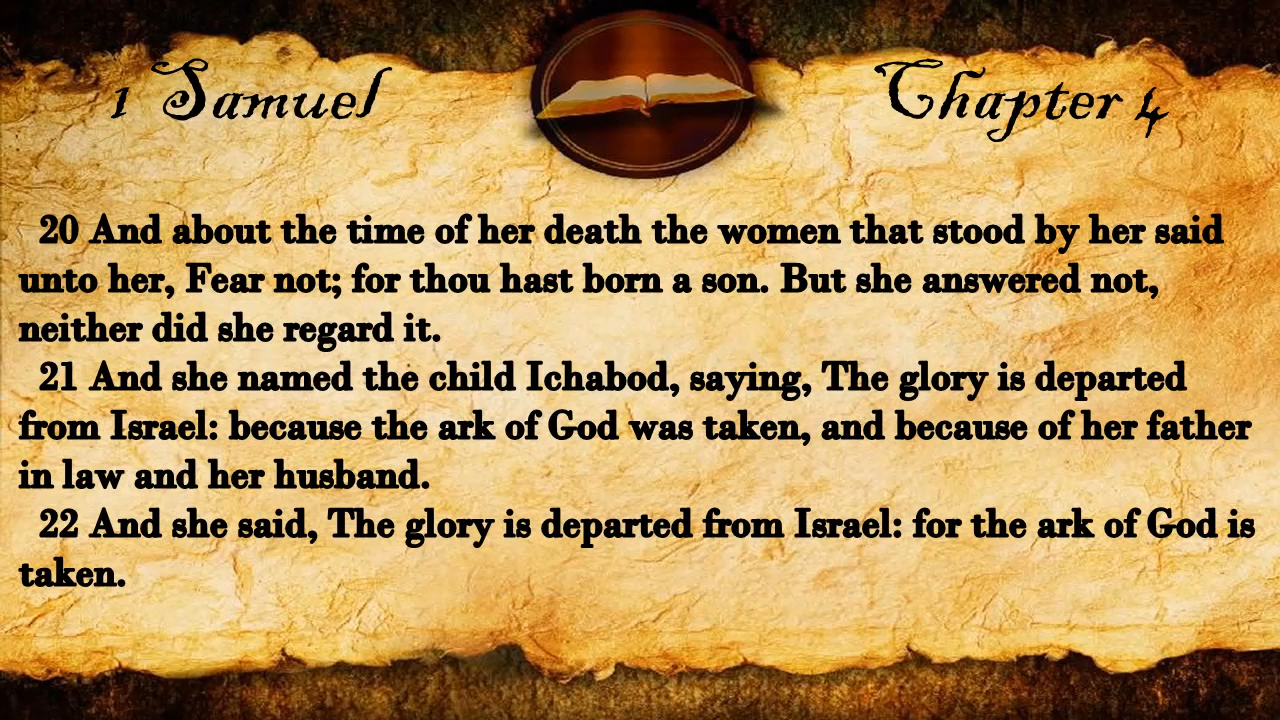 1 Samuel
Chapter 4
20 And about the time of her death the women that stood by her said
unto her, Fear not; for thou hast born a son. But she answered not,
neither did she regard it.
21 And she named the child Ichabod, saying, The glory is departed
from Israel: because the ark of God was taken, and because of her father
in law and her husband.
22 And she said, The glory is departed from Israel: for the ark of God is
taken.